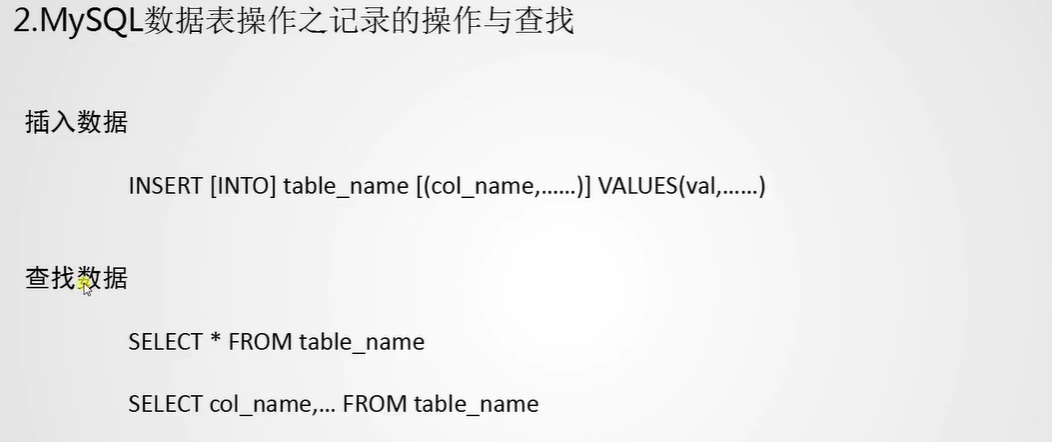 2.MySQL数据表操作之记录的操作与查找
插入数据
INSERT [INTO] table_name [(col_name,……)] VALUES(val,……)
查找数据
SELECT * FROM table_name
SELECT col_name,… FROM table_name